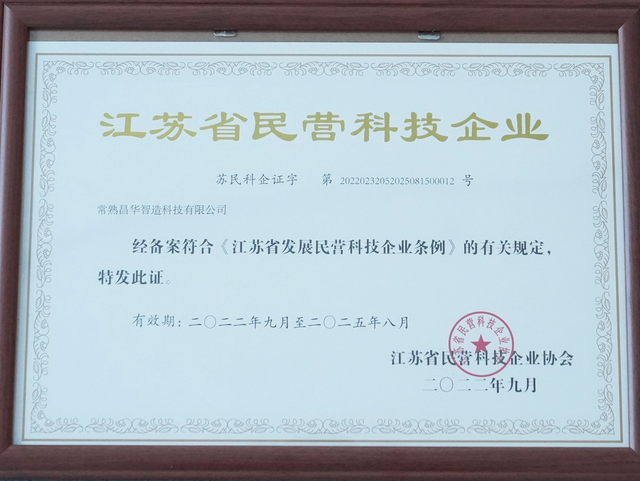 江苏省民营科技企业
苏民科企证字 第 20220232052025081500012 号
常熟昌华智造科技有限公司
经备案符合《江苏省发展民营科技企业条例》的有关规定，
特发此证。
有效期：二〇二二年九月至二〇二五年八月
江苏省民营科技企业协会
二〇二二年九月